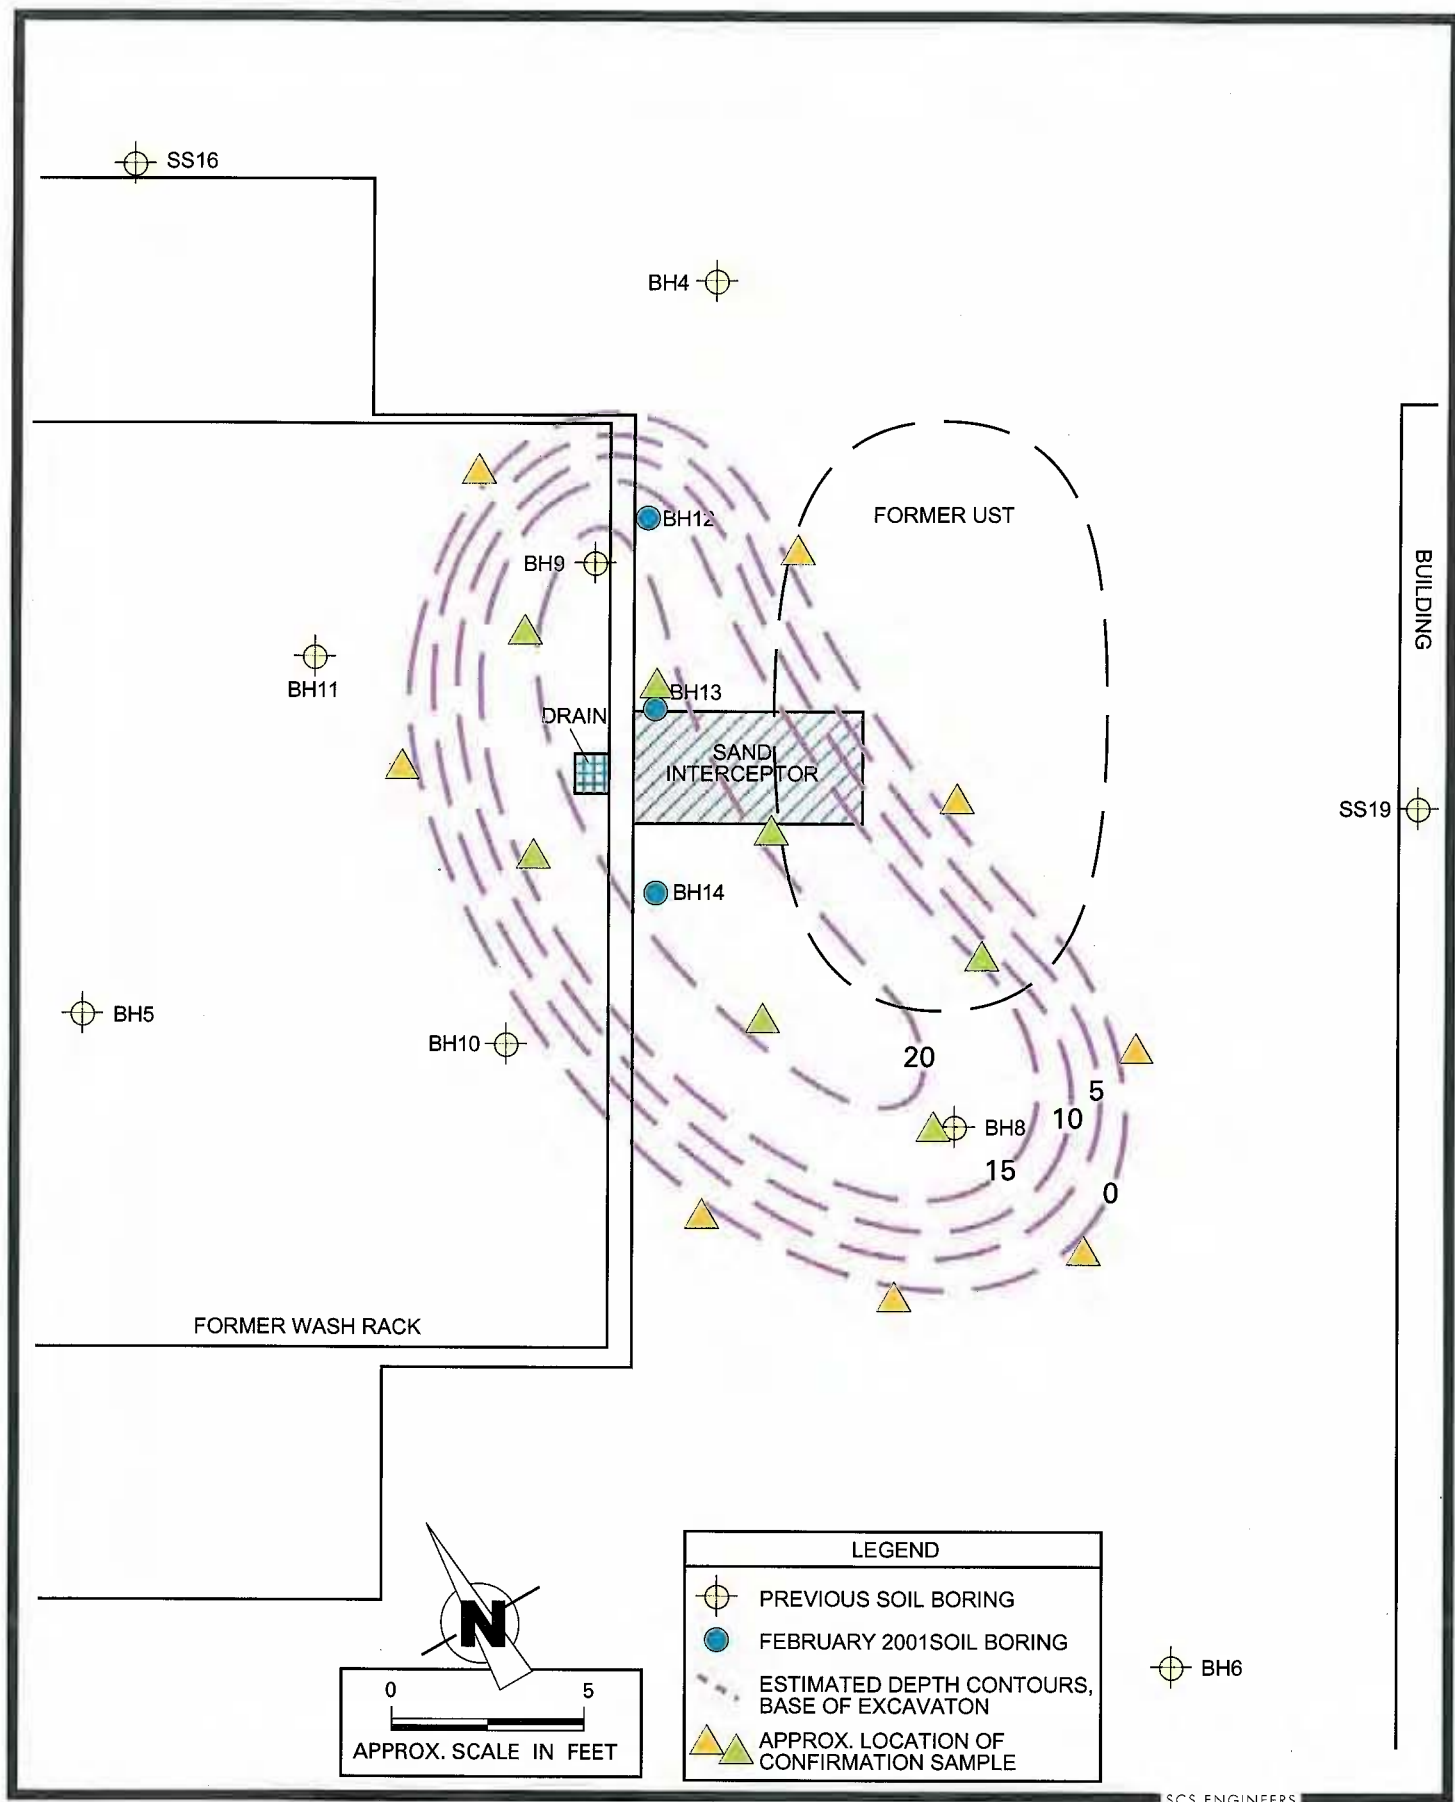 SS16
BH4
FORMER UST
BH12
BH9
BUILDING
BH11
BH13
DRAIN
SAND
INTERCEPTOR
SS19
BH14
BH5
BH10
20
5
10
BH8
15
0
FORMER WASH RACK
N
0 5
APPROX. SCALE IN FEET
LEGEND
PREVIOUS SOIL BORING
FEBRUARY 2001SOIL BORING
ESTIMATED DEPTH CONTOURS,
BASE OF EXCAVATON
APPROX. LOCATION OF
CONFIRMATION SAMPLE
BH6
SCS ENGINEERS